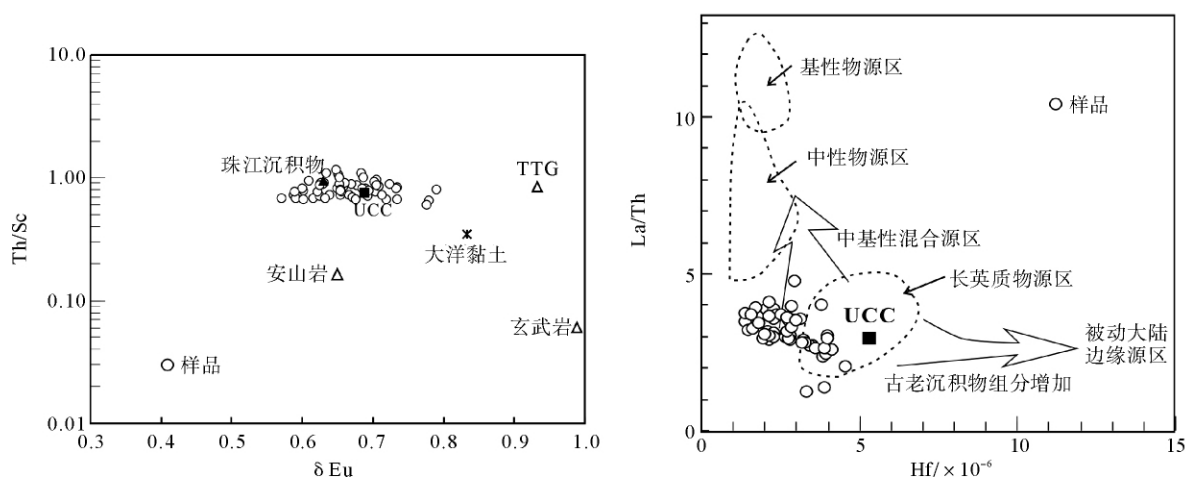 10.0
1.00
0.10
0.01
Th/Sc
0.3
0.4
0.5
0.6
0.7
0.8
0.9
1.0
δ Eu
珠江沉积物
UCC
TTG
大洋黏土
安山岩
玄武岩
样品
10
5
0
La/Th
0
5
10
15
Hf/×10⁻⁶
基性物源区
样品
中性物源区
中基性混合源区
长英质物源区
UCC
被动大陆
边缘源区
古老沉积物组分增加